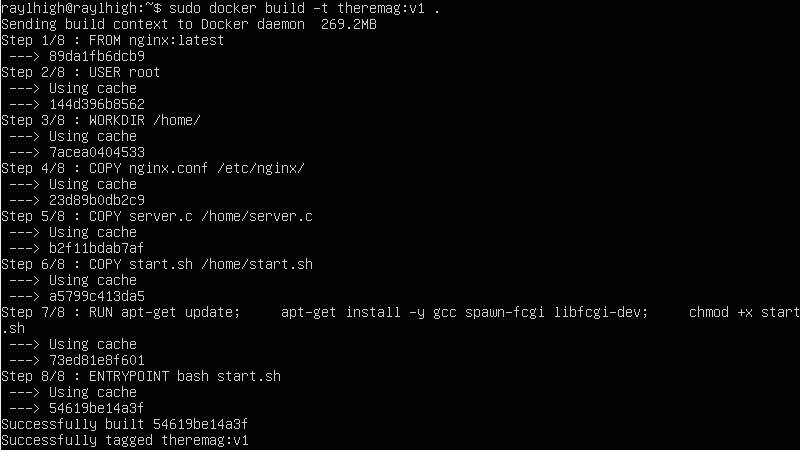 raylhigh@raylhigh:~$ sudo docker build -t theremag:v1 .
Sending build context to Docker daemon  269.2MB
Step 1/8 : FROM nginx:latest
 ---> 89da1fb6dcb9
Step 2/8 : USER root
 ---> Using cache
 ---> 144d396b8562
Step 3/8 : WORKDIR /home/
 ---> Using cache
 ---> 7acea0404533
Step 4/8 : COPY nginx.conf /etc/nginx/
 ---> Using cache
 ---> 23d89b0db2c9
Step 5/8 : COPY server.c /home/server.c
 ---> Using cache
 ---> b2f11bdab7af
Step 6/8 : COPY start.sh /home/start.sh
 ---> Using cache
 ---> a5799c413da5
Step 7/8 : RUN apt-get update;     apt-get install -y gcc spawn-fcgi libfcgi-dev;     chmod +x start
.sh
 ---> Using cache
 ---> 73ed81e8f601
Step 8/8 : ENTRYPOINT bash start.sh
 ---> Using cache
 ---> 54619be14a3f
Successfully built 54619be14a3f
Successfully tagged theremag:v1